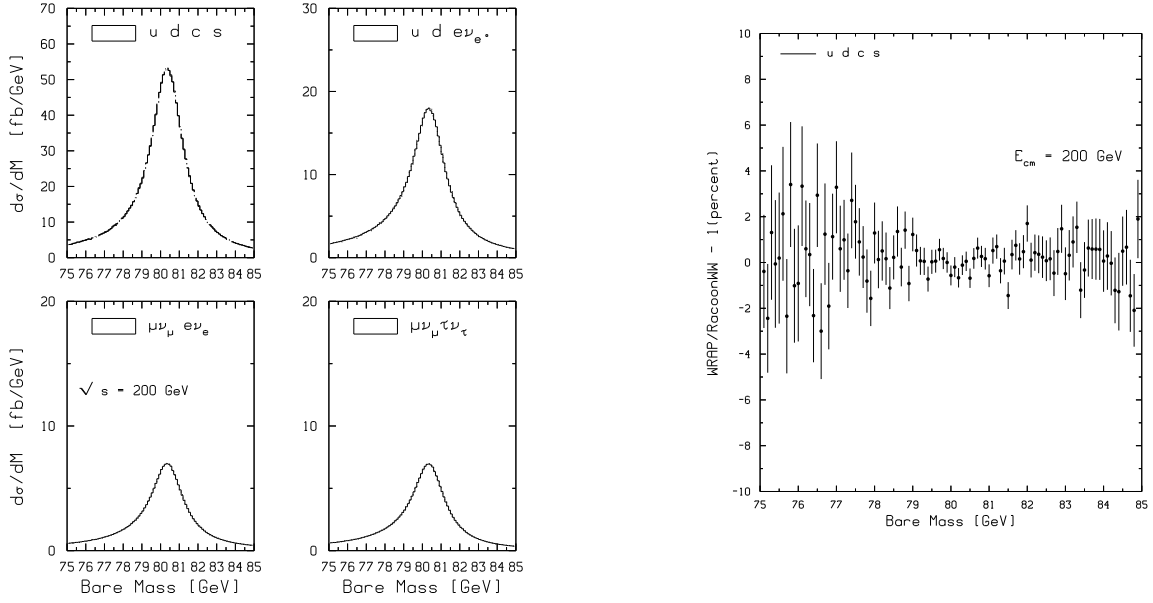 u d c s
70
60
50
40
30
20
10
0
dσ/dM [fb/GeV]
75 76 77 78 79 80 81 82 83 84 85
u d eν_e*
30
20
10
0
75 76 77 78 79 80 81 82 83 84 85
μν_μ eν_e
√ s = 200 GeV
20
10
0
dσ/dM [fb/GeV]
75 76 77 78 79 80 81 82 83 84 85
Bare Mass [GeV]
μν_μτν_τ
20
10
0
75 76 77 78 79 80 81 82 83 84 85
Bare Mass [GeV]
u d c s
E_cm = 200 GeV
10
8
6
4
2
0
-2
-4
-6
-8
-10
WRAP/RacoonWW - 1(percent)
75 76 77 78 79 80 81 82 83 84 85
Bare Mass [GeV]